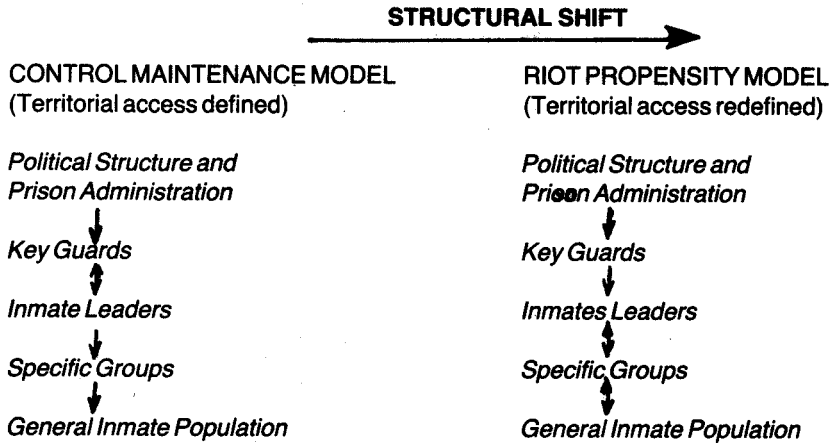 STRUCTURAL SHIFT
CONTROL MAINTENANCE MODEL
(Territorial access defined)
Political Structure and
Prison Administration
Key Guards
Inmate Leaders
Specific Groups
General Inmate Population
RIOT PROPENSITY MODEL
(Territorial access redefined)
Political Structure and
Prison Administration
Key Guards
Inmates Leaders
Specific Groups
General Inmate Population